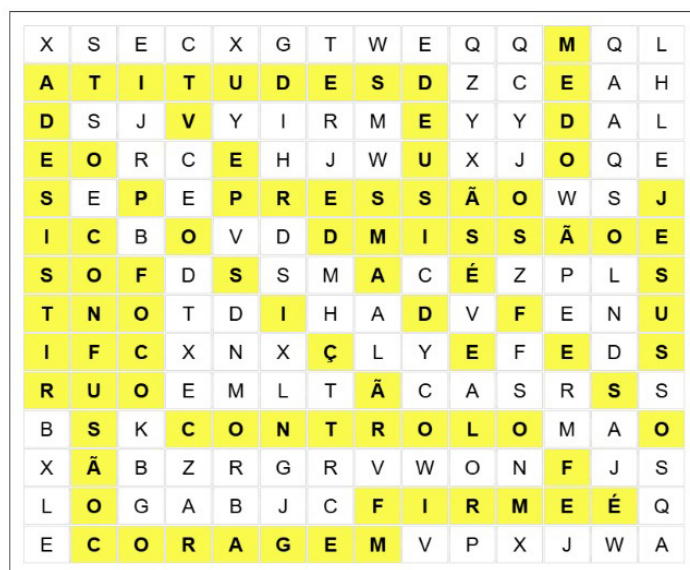 X S E C X G T W E Q Q M Q L
A T I T U D E S D Z C E A H
D S J V Y I R M E Y Y D A L
E O R C E H J W U X J O Q E
S E P E P R E S S Ã O W S J
I C B O V D D M I S S Ã O E
S O F D S S M A C É Z P L S
T N O T D I H A D V F E N U
I F C X N X Ç L Y E F E D S
R U O E M L T Ã C A S R S S
B S K C O N T R O L O M A O
X Ã B Z R G R V W O N F J S
L O G A B J C F I R M E É Q
E C O R A G E M V P X J W A